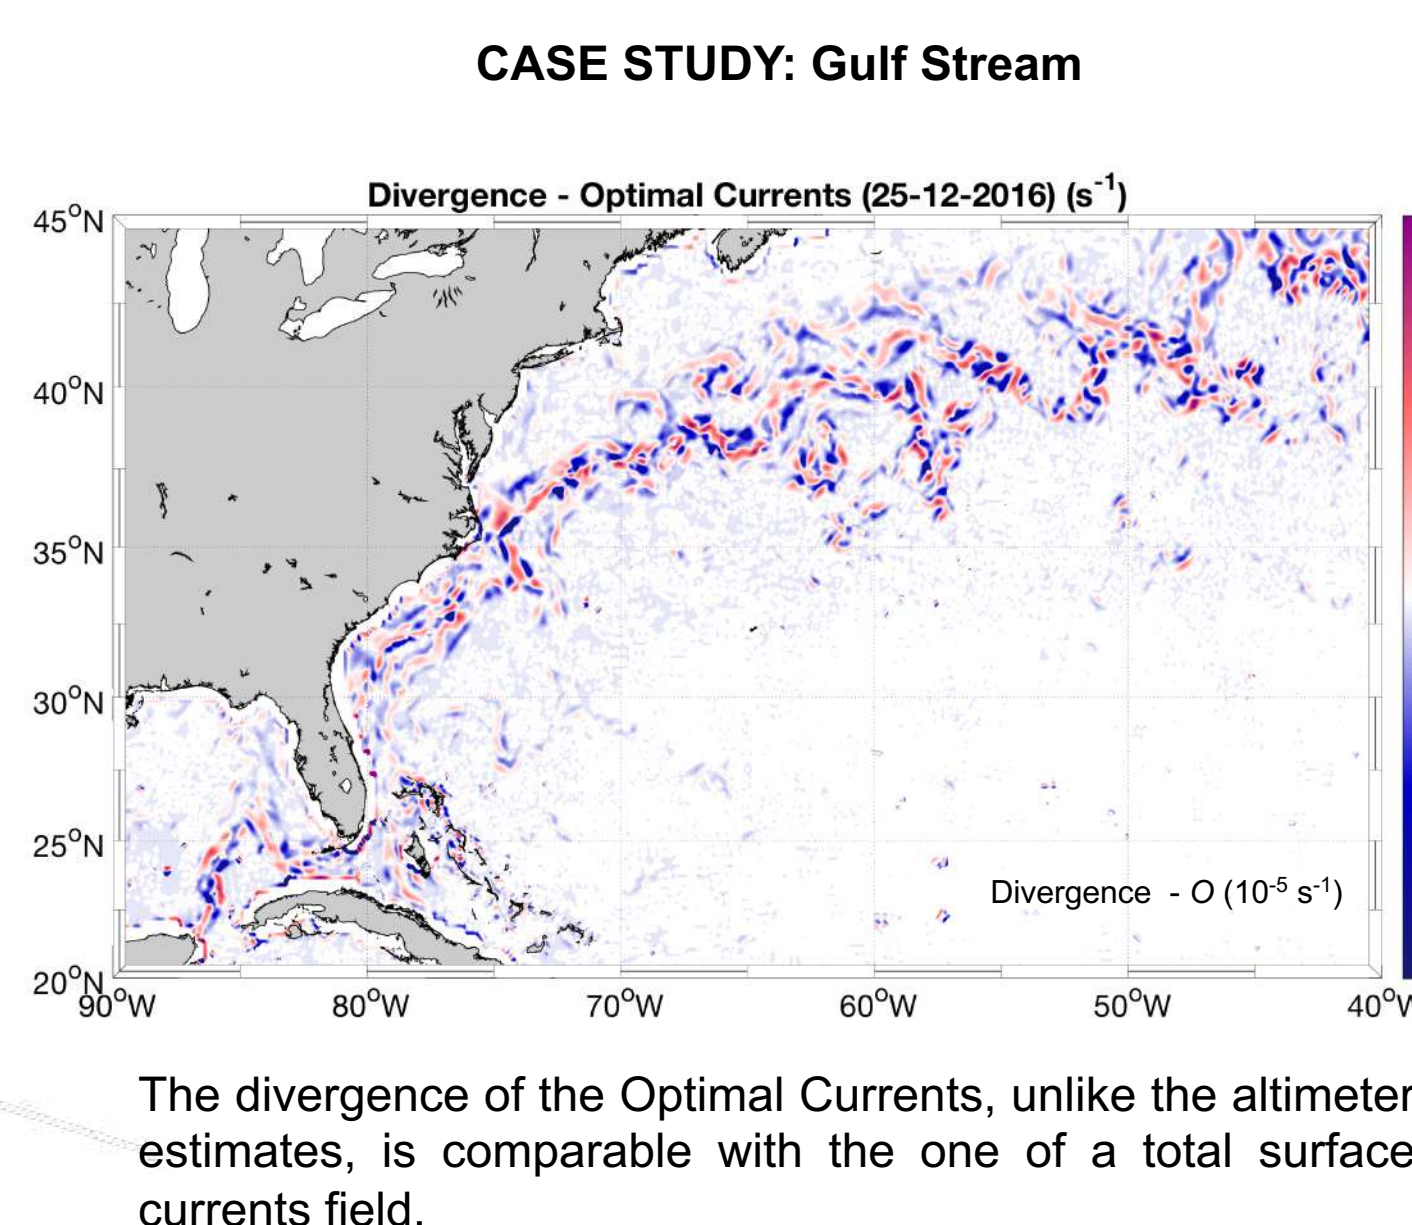 CASE STUDY: Gulf Stream
Divergence - Optimal Currents (25-12-2016) (s⁻¹)
45°N
40°N
35°N
30°N
25°N
20°N
Divergence - O (10⁻⁵ s⁻¹)
90°W 80°W 70°W 60°W 50°W 40°W
The divergence of the Optimal Currents, unlike the altimeter
estimates, is comparable with the one of a total surface
currents field.